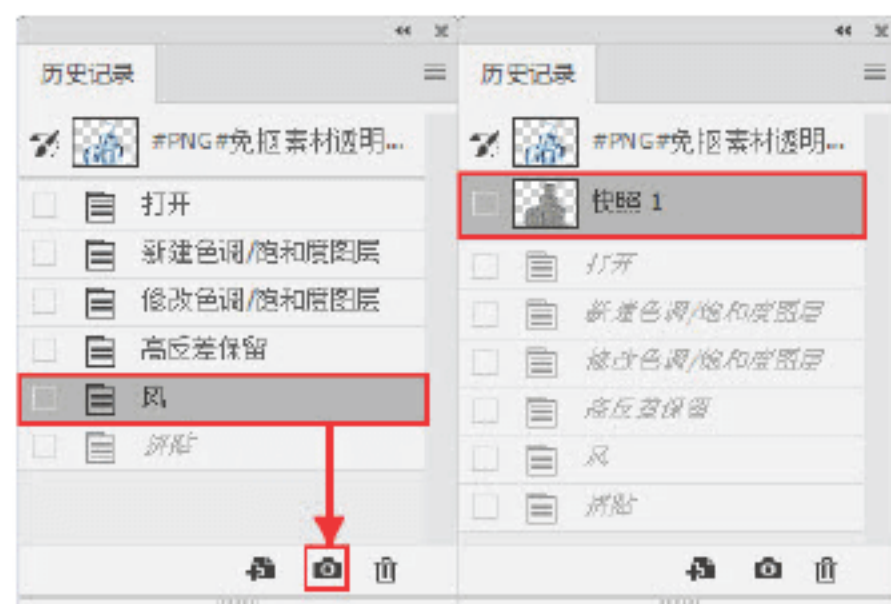 历史记录
#PNG#免抠素材透明...
打开
新建色调/饱和度图层
修改色调/饱和度图层
高反差保留
风
拼贴
历史记录
#PNG#免抠素材透明...
快照 1
打开
新建色调/饱和度图层
修改色调/饱和度图层
高反差保留
风
拼贴